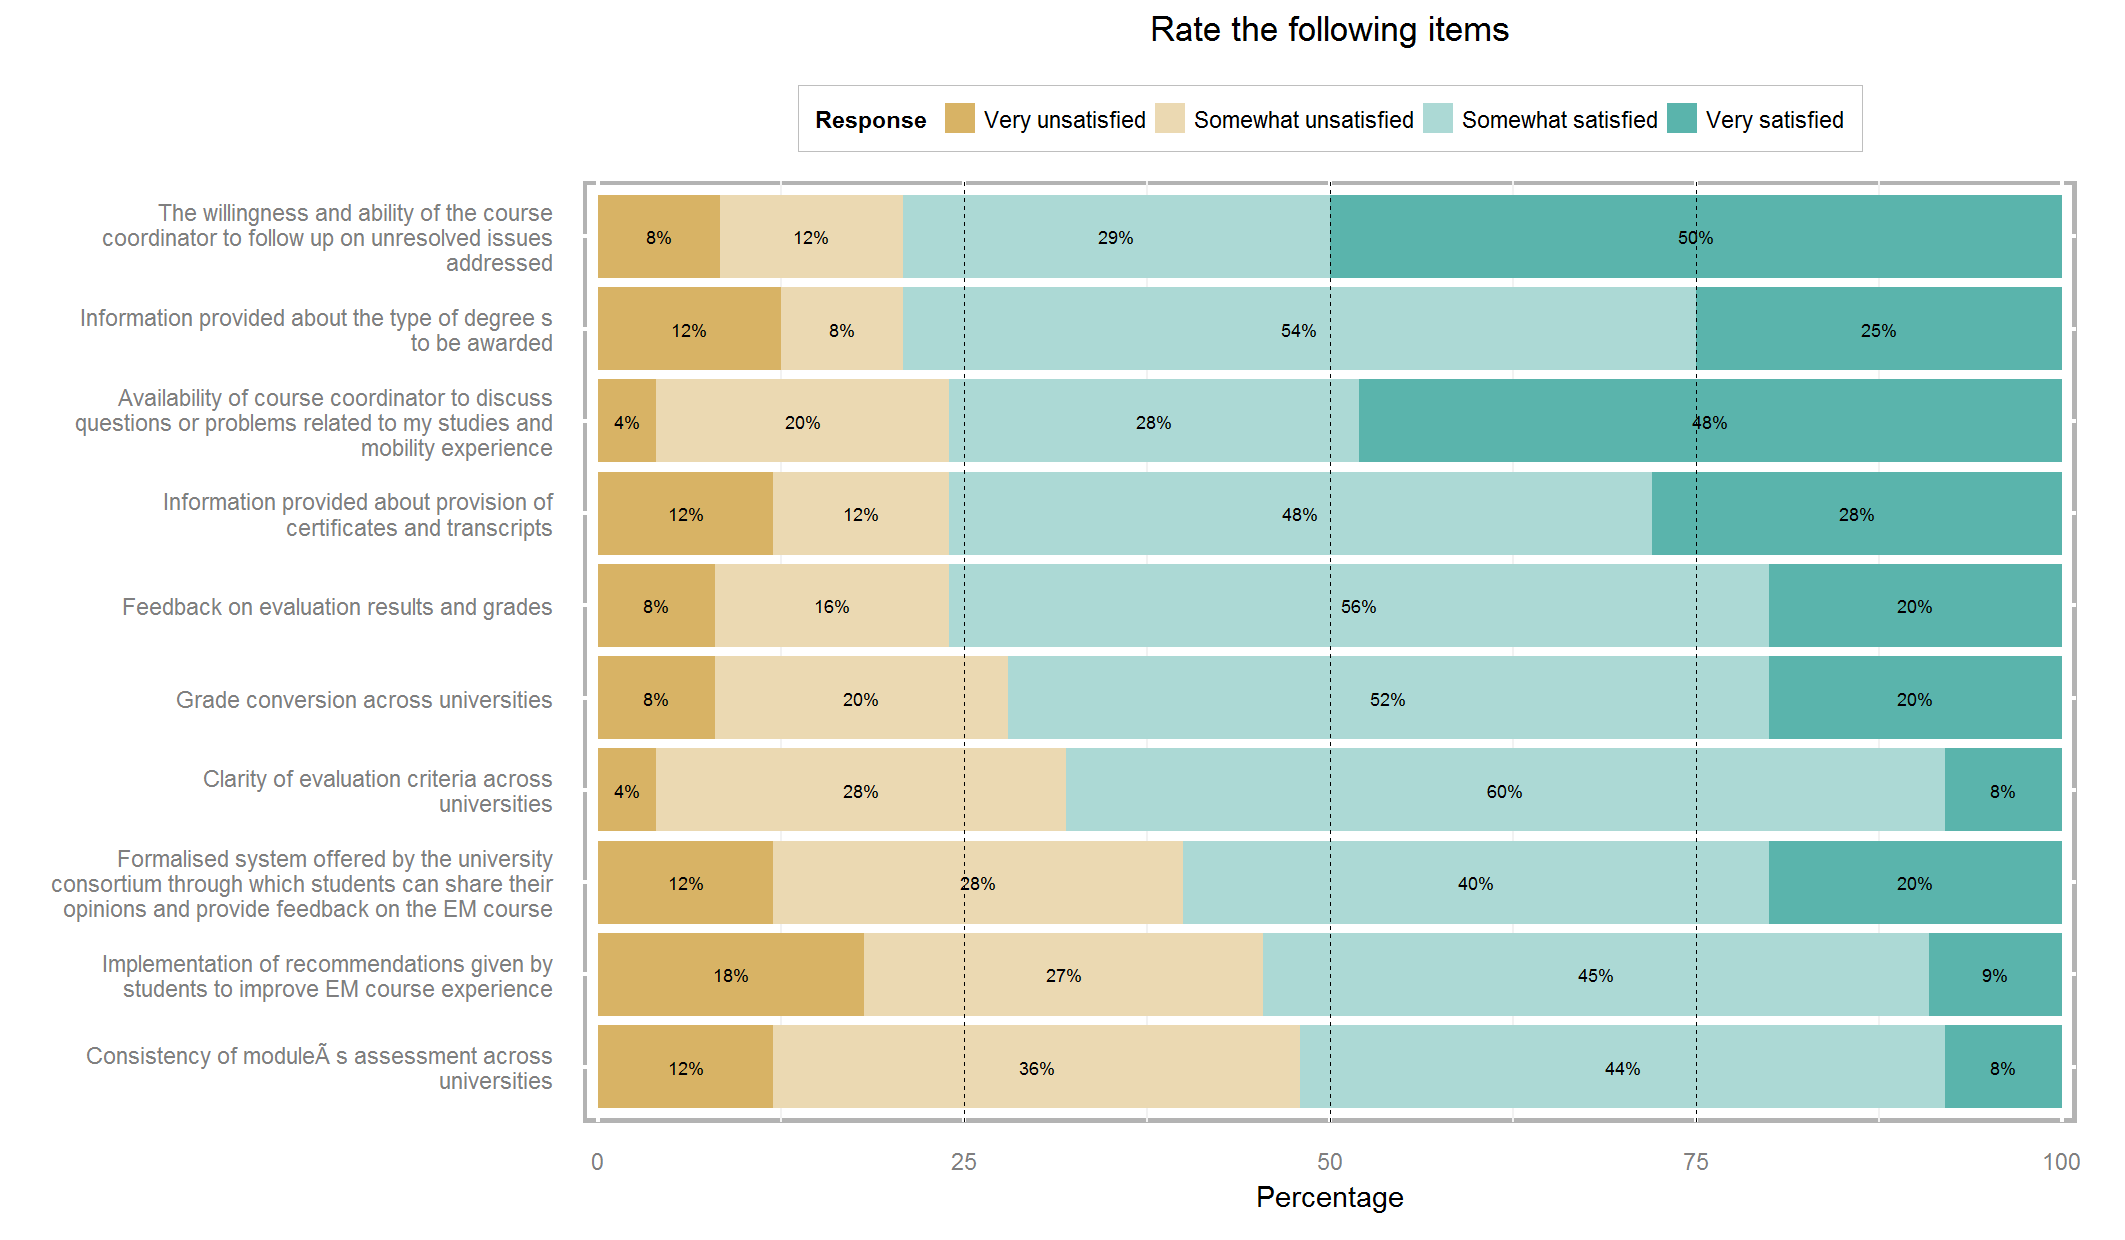 Rate the following items
Response Very unsatisfied Somewhat unsatisfied Somewhat satisfied Very satisfied
The willingness and ability of the course
coordinator to follow up on unresolved issues
addressed
8% 12% 29% 50%
Information provided about the type of degree s
to be awarded
12% 8% 54% 25%
Availability of course coordinator to discuss
questions or problems related to my studies and
mobility experience
4% 20% 28% 48%
Information provided about provision of
certificates and transcripts
12% 12% 48% 28%
Feedback on evaluation results and grades
8% 16% 56% 20%
Grade conversion across universities
8% 20% 52% 20%
Clarity of evaluation criteria across
universities
4% 28% 60% 8%
Formalised system offered by the university
consortium through which students can share their
opinions and provide feedback on the EM course
12% 28% 40% 20%
Implementation of recommendations given by
students to improve EM course experience
18% 27% 45% 9%
Consistency of moduleÃ s assessment across
universities
12% 36% 44% 8%
0 25 50 75 100
Percentage